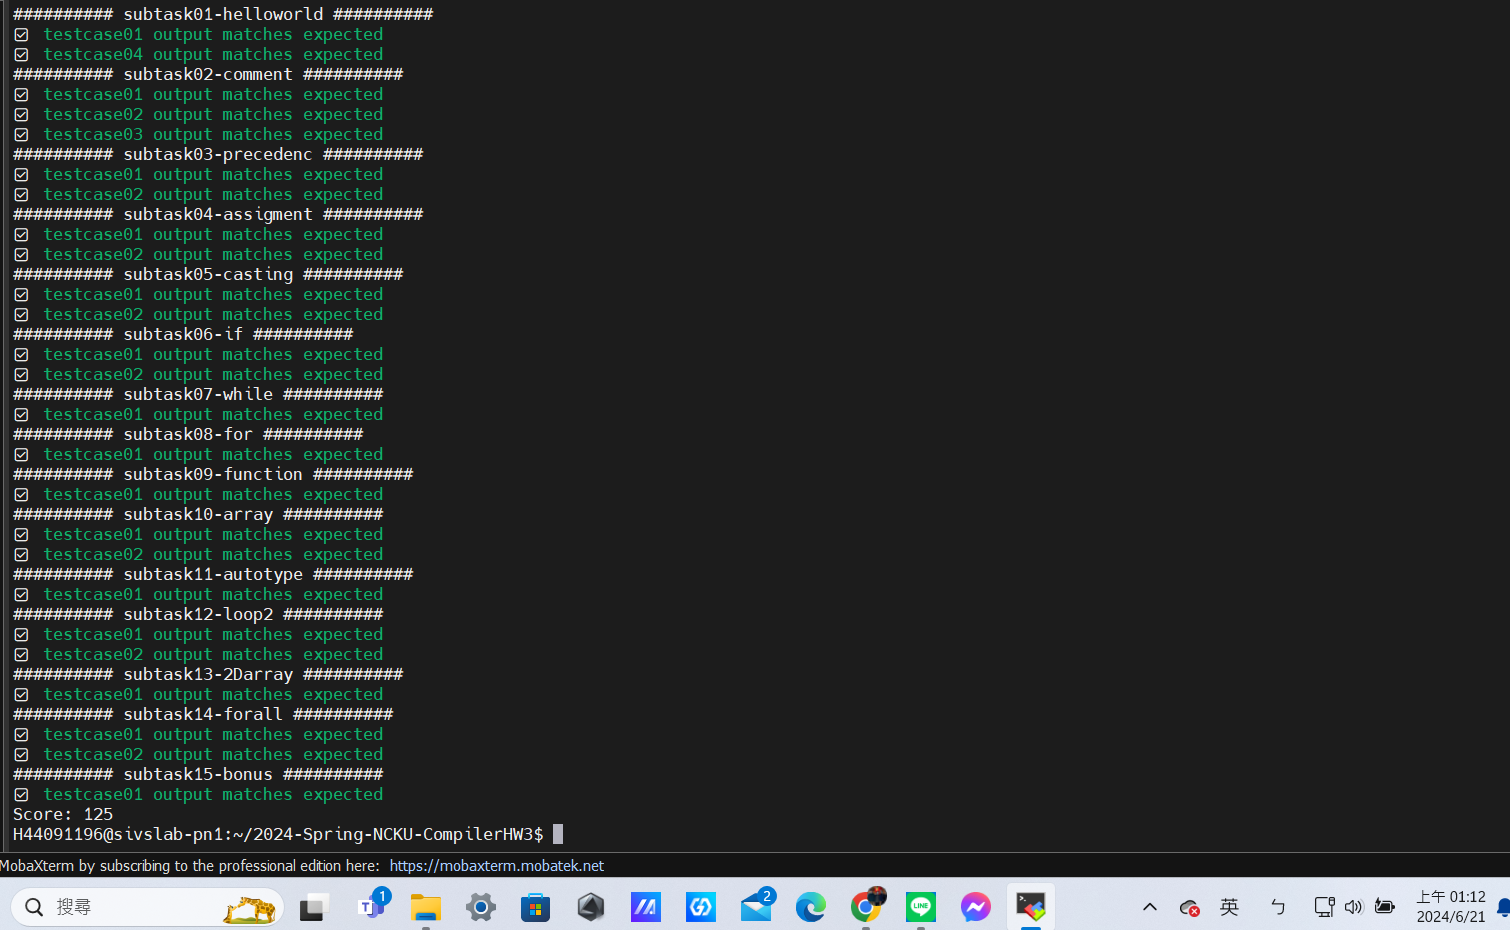 ########## subtask01-helloworld ##########
☑ testcase01 output matches expected
☑ testcase04 output matches expected
########## subtask02-comment ##########
☑ testcase01 output matches expected
☑ testcase02 output matches expected
☑ testcase03 output matches expected
########## subtask03-precedenc ##########
☑ testcase01 output matches expected
☑ testcase02 output matches expected
########## subtask04-assigment ##########
☑ testcase01 output matches expected
☑ testcase02 output matches expected
########## subtask05-casting ##########
☑ testcase01 output matches expected
☑ testcase02 output matches expected
########## subtask06-if ##########
☑ testcase01 output matches expected
☑ testcase02 output matches expected
########## subtask07-while ##########
☑ testcase01 output matches expected
########## subtask08-for ##########
☑ testcase01 output matches expected
########## subtask09-function ##########
☑ testcase01 output matches expected
########## subtask10-array ##########
☑ testcase01 output matches expected
☑ testcase02 output matches expected
########## subtask11-autotype ##########
☑ testcase01 output matches expected
########## subtask12-loop2 ##########
☑ testcase01 output matches expected
☑ testcase02 output matches expected
########## subtask13-2Darray ##########
☑ testcase01 output matches expected
########## subtask14-forall ##########
☑ testcase01 output matches expected
☑ testcase02 output matches expected
########## subtask15-bonus ##########
☑ testcase01 output matches expected
Score: 125
H44091196@sivslab-pn1:~/2024-Spring-NCKU-CompilerHW3$
MobaXterm by subscribing to the professional edition here: https://mobaxterm.mobatek.net
搜尋
1
2
LINE
英
ㄅ
上午 01:12
2024/6/21